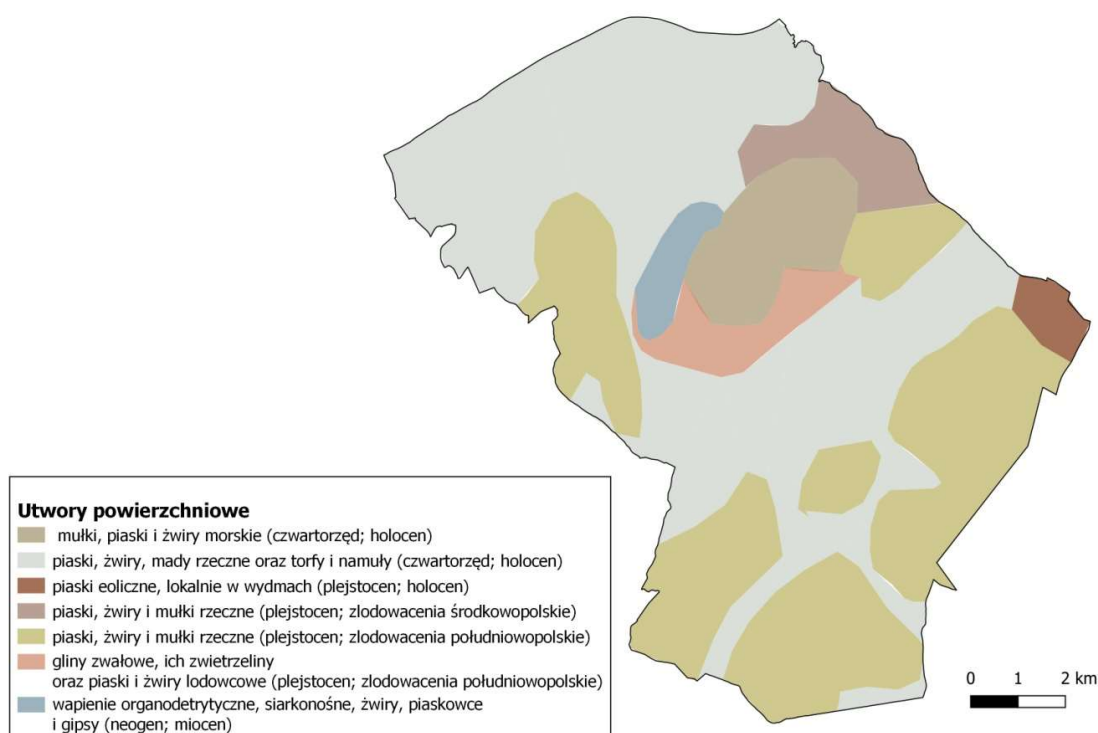 Utwory powierzchniowe
mułki, piaski i żwiry morskie (czwartorzęd; holocen)
piaski, żwiry, mady rzeczne oraz torfy i namuły (czwartorzęd; holocen)
piaski eoliczne, lokalnie w wydmach (plejstocen; holocen)
piaski, żwiry i mułki rzeczne (plejstocen; zlodowacenia środkowopolskie)
piaski, żwiry i mułki rzeczne (plejstocen; zlodowacenia południowopolskie)
gliny zwałowe, ich zwietrzeliny
oraz piaski i żwiry lodowcowe (plejstocen; zlodowacenia południowopolskie)
wapienie organodetrytyczne, siarkonośne, żwiry, piaskowce
i gipsy (neogen; miocen)
0 1 2 km